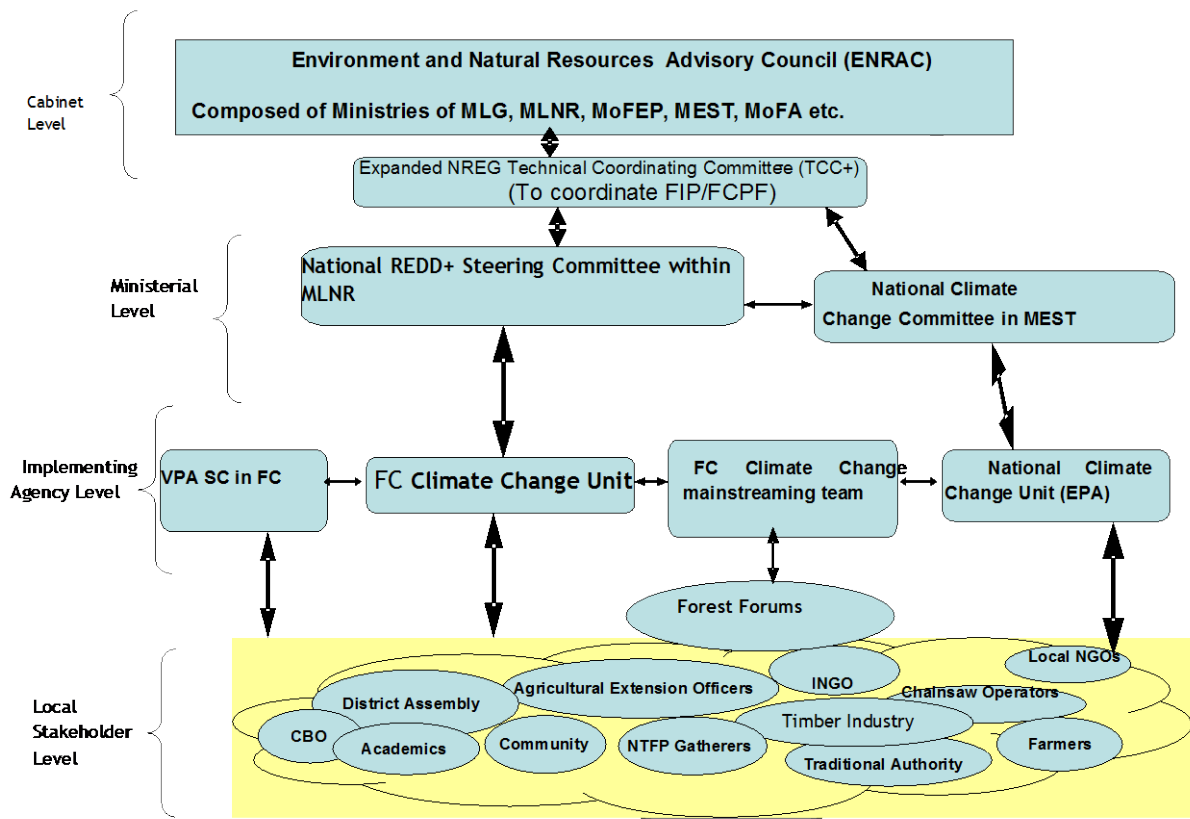 Environment and Natural Resources Advisory Council (ENRAC)
Composed of Ministries of MLG, MLNR, MoFEP, MEST, MoFA etc.
Cabinet
Level
Expanded NREG Technical Coordinating Committee (TCC+)
(To coordinate FIP/FCPF)
Ministerial
Level
National REDD+ Steering Committee within
MLNR
National Climate
Change Committee in MEST
Implementing
Agency Level
VPA SC in FC
FC Climate Change Unit
FC Climate Change
mainstreaming team
National Climate
Change Unit (EPA)
Forest Forums
Local
Stakeholder
Level
Local NGOs
INGO
Agricultural Extension Officers
Chainsaw Operators
District Assembly
Timber Industry
CBO
Academics
Community
NTFP Gatherers
Farmers
Traditional Authority